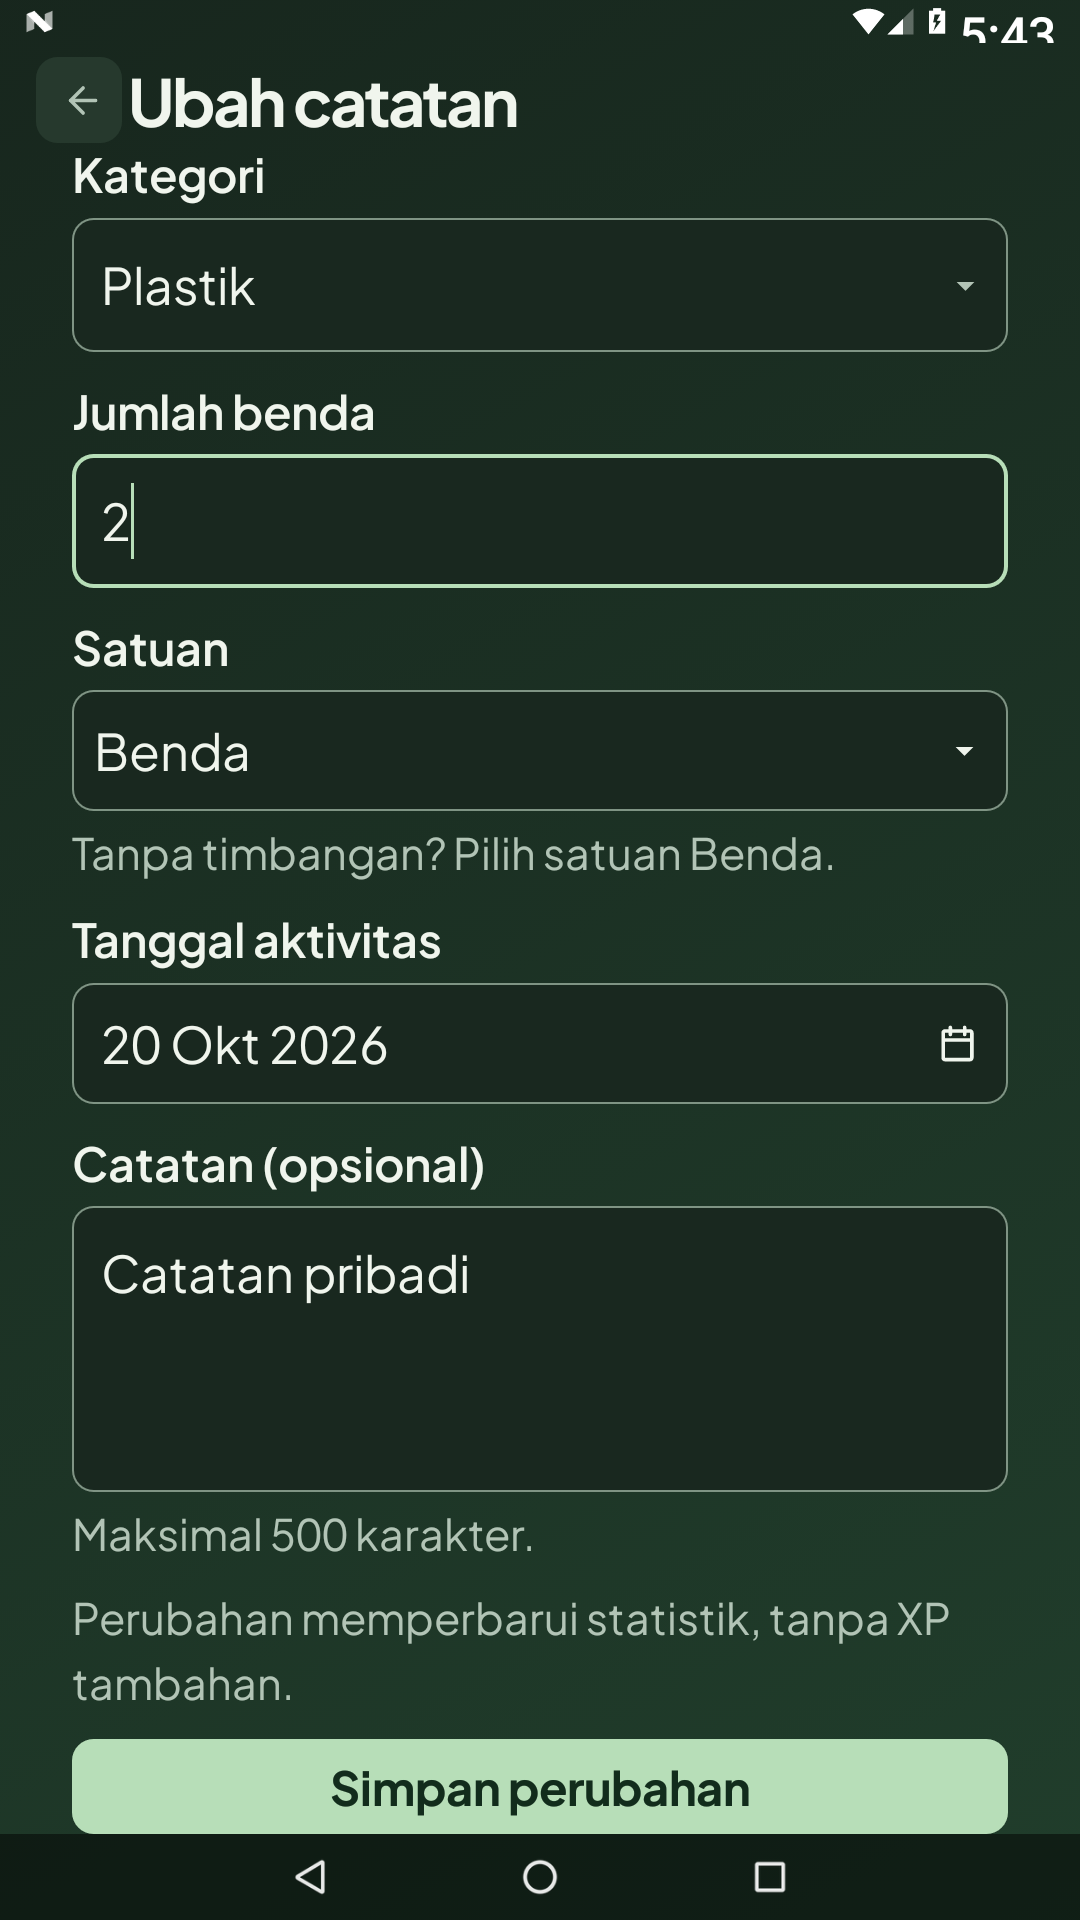 5:43
Ubah catatan
Kategori
Plastik
Jumlah benda
2
Satuan
Benda
Tanpa timbangan? Pilih satuan Benda.
Tanggal aktivitas
20 Okt 2026
Catatan (opsional)
Catatan pribadi
Maksimal 500 karakter.
Perubahan memperbarui statistik, tanpa XP
tambahan.
Simpan perubahan